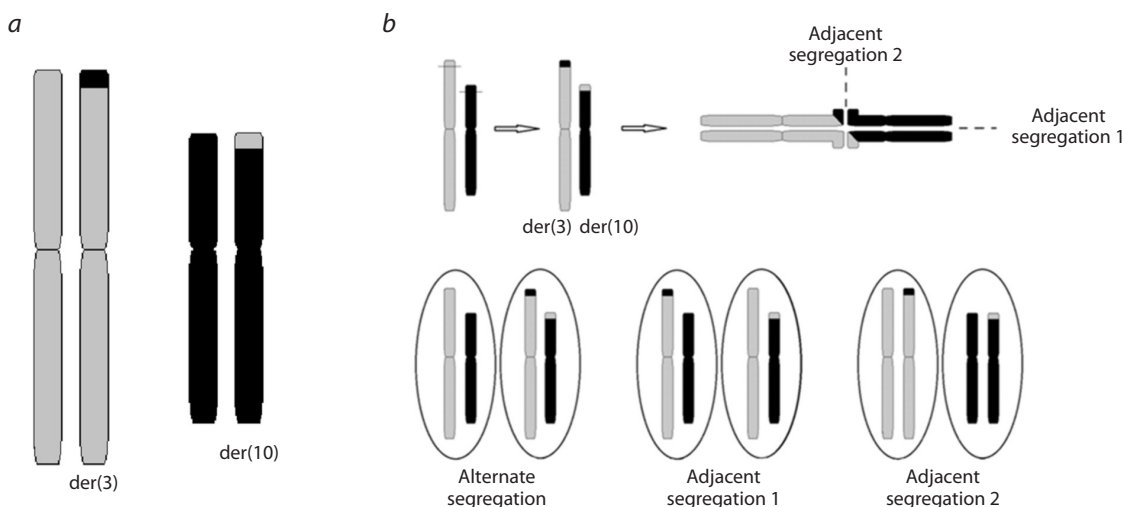 a
der(3)
der(10)
b
Adjacent
segregation 2
Adjacent
segregation 1
der(3) der(10)
Alternate
segregation
Adjacent
segregation 1
Adjacent
segregation 2